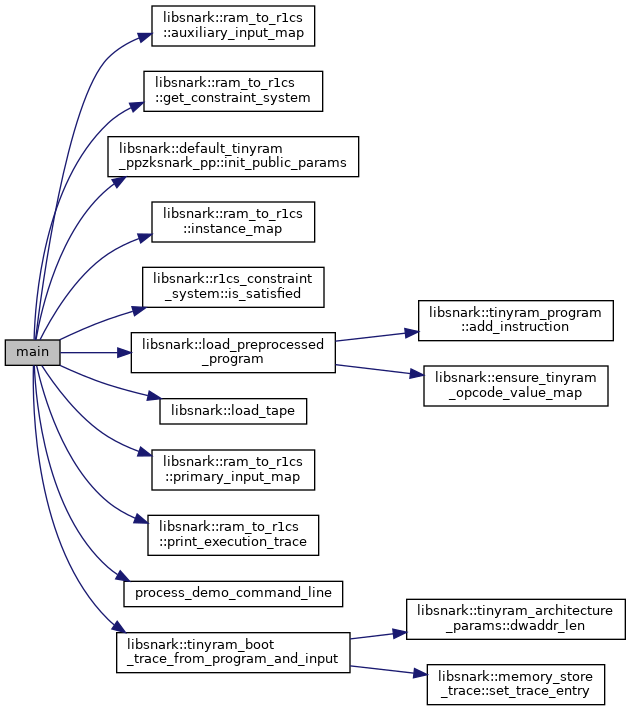 libsnark::ram_to_r1cs
::auxiliary_input_map
libsnark::ram_to_r1cs
::get_constraint_system
libsnark::default_tinyram
_ppzksnark_pp::init_public_params
libsnark::ram_to_r1cs
::instance_map
libsnark::r1cs_constraint
_system::is_satisfied
main
libsnark::load_preprocessed
_program
libsnark::tinyram_program
::add_instruction
libsnark::ensure_tinyram
_opcode_value_map
libsnark::load_tape
libsnark::ram_to_r1cs
::primary_input_map
libsnark::ram_to_r1cs
::print_execution_trace
process_demo_command_line
libsnark::tinyram_boot
_trace_from_program_and_input
libsnark::tinyram_architecture
_params::dwaddr_len
libsnark::memory_store
_trace::set_trace_entry